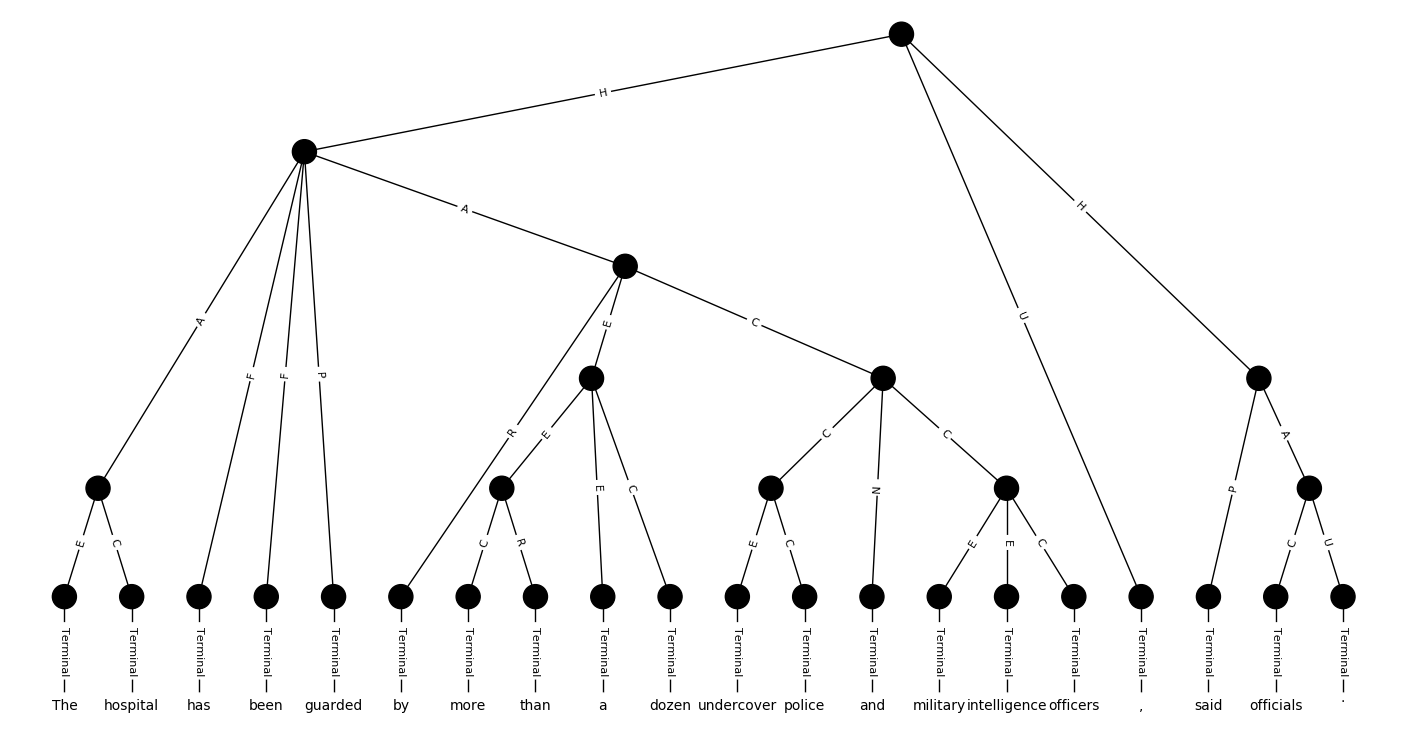 H
A
A
H
U
F
F
P
E
C
R
E
C
N
C
P
A
E
C
C
R
E
C
E
C
E
E
C
C
U
Terminal Terminal Terminal Terminal Terminal Terminal Terminal Terminal Terminal Terminal Terminal Terminal Terminal Terminal Terminal Terminal Terminal Terminal Terminal Terminal
The hospital has been guarded by more than a dozen undercover police and military intelligence officers , said officials .